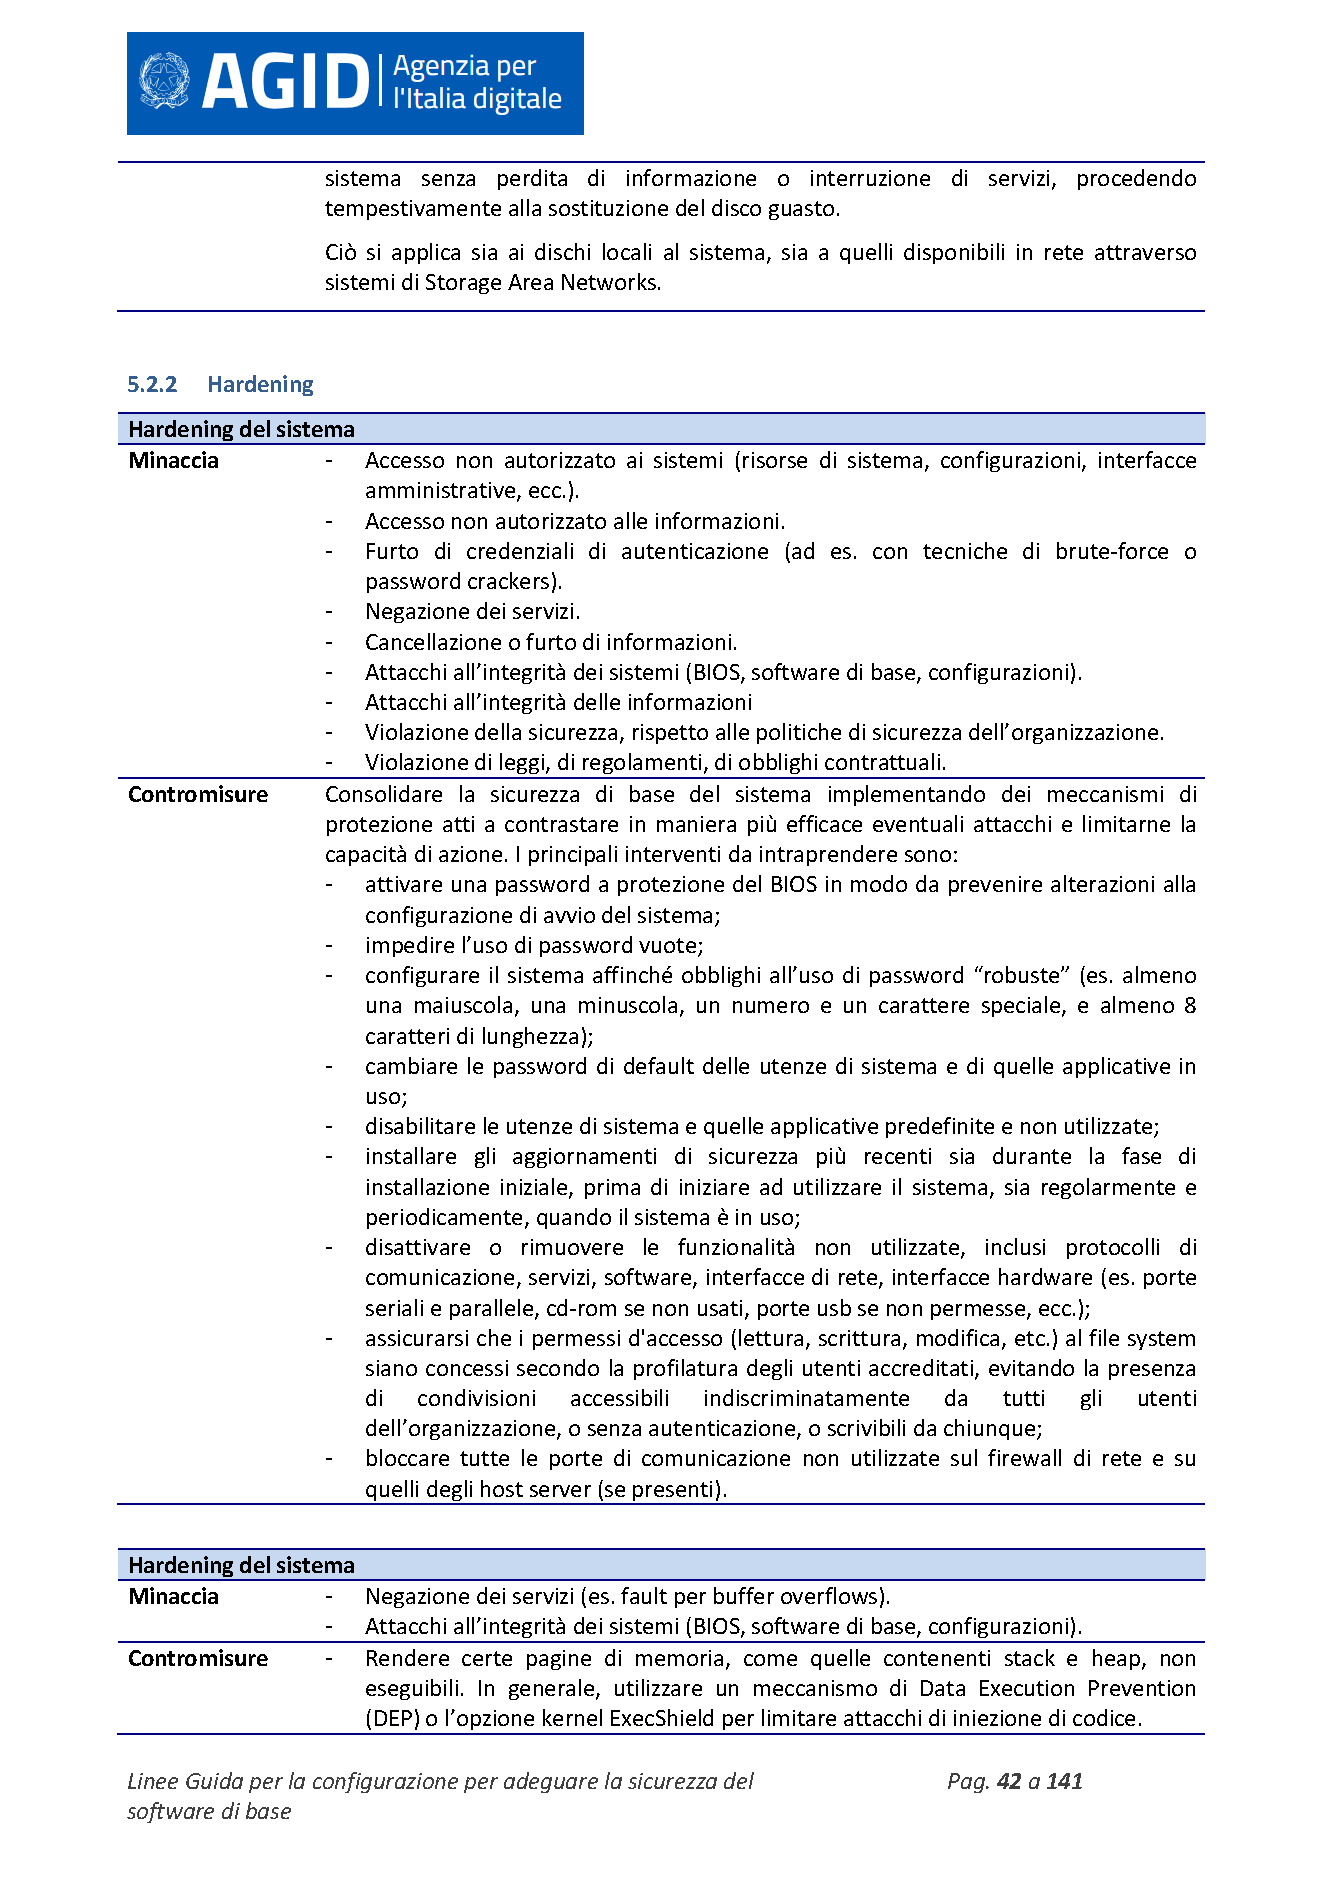 AGID Agenzia per
l'Italia digitale
sistema senza perdita di informazione o interruzione di servizi, procedendo
tempestivamente alla sostituzione del disco guasto.
Ciò si applica sia ai dischi locali al sistema, sia a quelli disponibili in rete attraverso
sistemi di Storage Area Networks.
5.2.2 Hardening
Hardening del sistema
Minaccia - Accesso non autorizzato ai sistemi (risorse di sistema, configurazioni, interfacce
amministrative, ecc.).
- Accesso non autorizzato alle informazioni.
- Furto di credenziali di autenticazione (ad es. con tecniche di brute-force o
password crackers).
- Negazione dei servizi.
- Cancellazione o furto di informazioni.
- Attacchi all’integrità dei sistemi (BIOS, software di base, configurazioni).
- Attacchi all’integrità delle informazioni
- Violazione della sicurezza, rispetto alle politiche di sicurezza dell’organizzazione.
- Violazione di leggi, di regolamenti, di obblighi contrattuali.
Contromisure Consolidare la sicurezza di base del sistema implementando dei meccanismi di
protezione atti a contrastare in maniera più efficace eventuali attacchi e limitarne la
capacità di azione. I principali interventi da intraprendere sono:
- attivare una password a protezione del BIOS in modo da prevenire alterazioni alla
configurazione di avvio del sistema;
- impedire l’uso di password vuote;
- configurare il sistema affinché obblighi all’uso di password “robuste” (es. almeno
una maiuscola, una minuscola, un numero e un carattere speciale, e almeno 8
caratteri di lunghezza);
- cambiare le password di default delle utenze di sistema e di quelle applicative in
uso;
- disabilitare le utenze di sistema e quelle applicative predefinite e non utilizzate;
- installare gli aggiornamenti di sicurezza più recenti sia durante la fase di
installazione iniziale, prima di iniziare ad utilizzare il sistema, sia regolarmente e
periodicamente, quando il sistema è in uso;
- disattivare o rimuovere le funzionalità non utilizzate, inclusi protocolli di
comunicazione, servizi, software, interfacce di rete, interfacce hardware (es. porte
seriali e parallele, cd-rom se non usati, porte usb se non permesse, ecc.);
- assicurarsi che i permessi d'accesso (lettura, scrittura, modifica, etc.) al file system
siano concessi secondo la profilatura degli utenti accreditati, evitando la presenza
di condivisioni accessibili indiscriminatamente da tutti gli utenti
dell’organizzazione, o senza autenticazione, o scrivibili da chiunque;
- bloccare tutte le porte di comunicazione non utilizzate sul firewall di rete e su
quelli degli host server (se presenti).
Hardening del sistema
Minaccia - Negazione dei servizi (es. fault per buffer overflows).
- Attacchi all’integrità dei sistemi (BIOS, software di base, configurazioni).
Contromisure - Rendere certe pagine di memoria, come quelle contenenti stack e heap, non
eseguibili. In generale, utilizzare un meccanismo di Data Execution Prevention
(DEP) o l’opzione kernel ExecShield per limitare attacchi di iniezione di codice.
Linee Guida per la configurazione per adeguare la sicurezza del Pag. 42 a 141
software di base